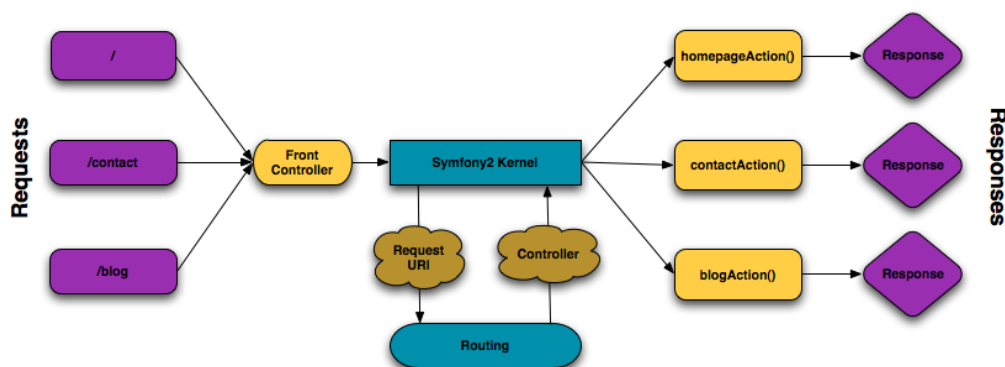 Requests
/
/contact
/blog
Front
Controller
Symfony2 Kernel
Request
URI
Controller
Routing
homepageAction()
contactAction()
blogAction()
Response
Response
Response
Responses